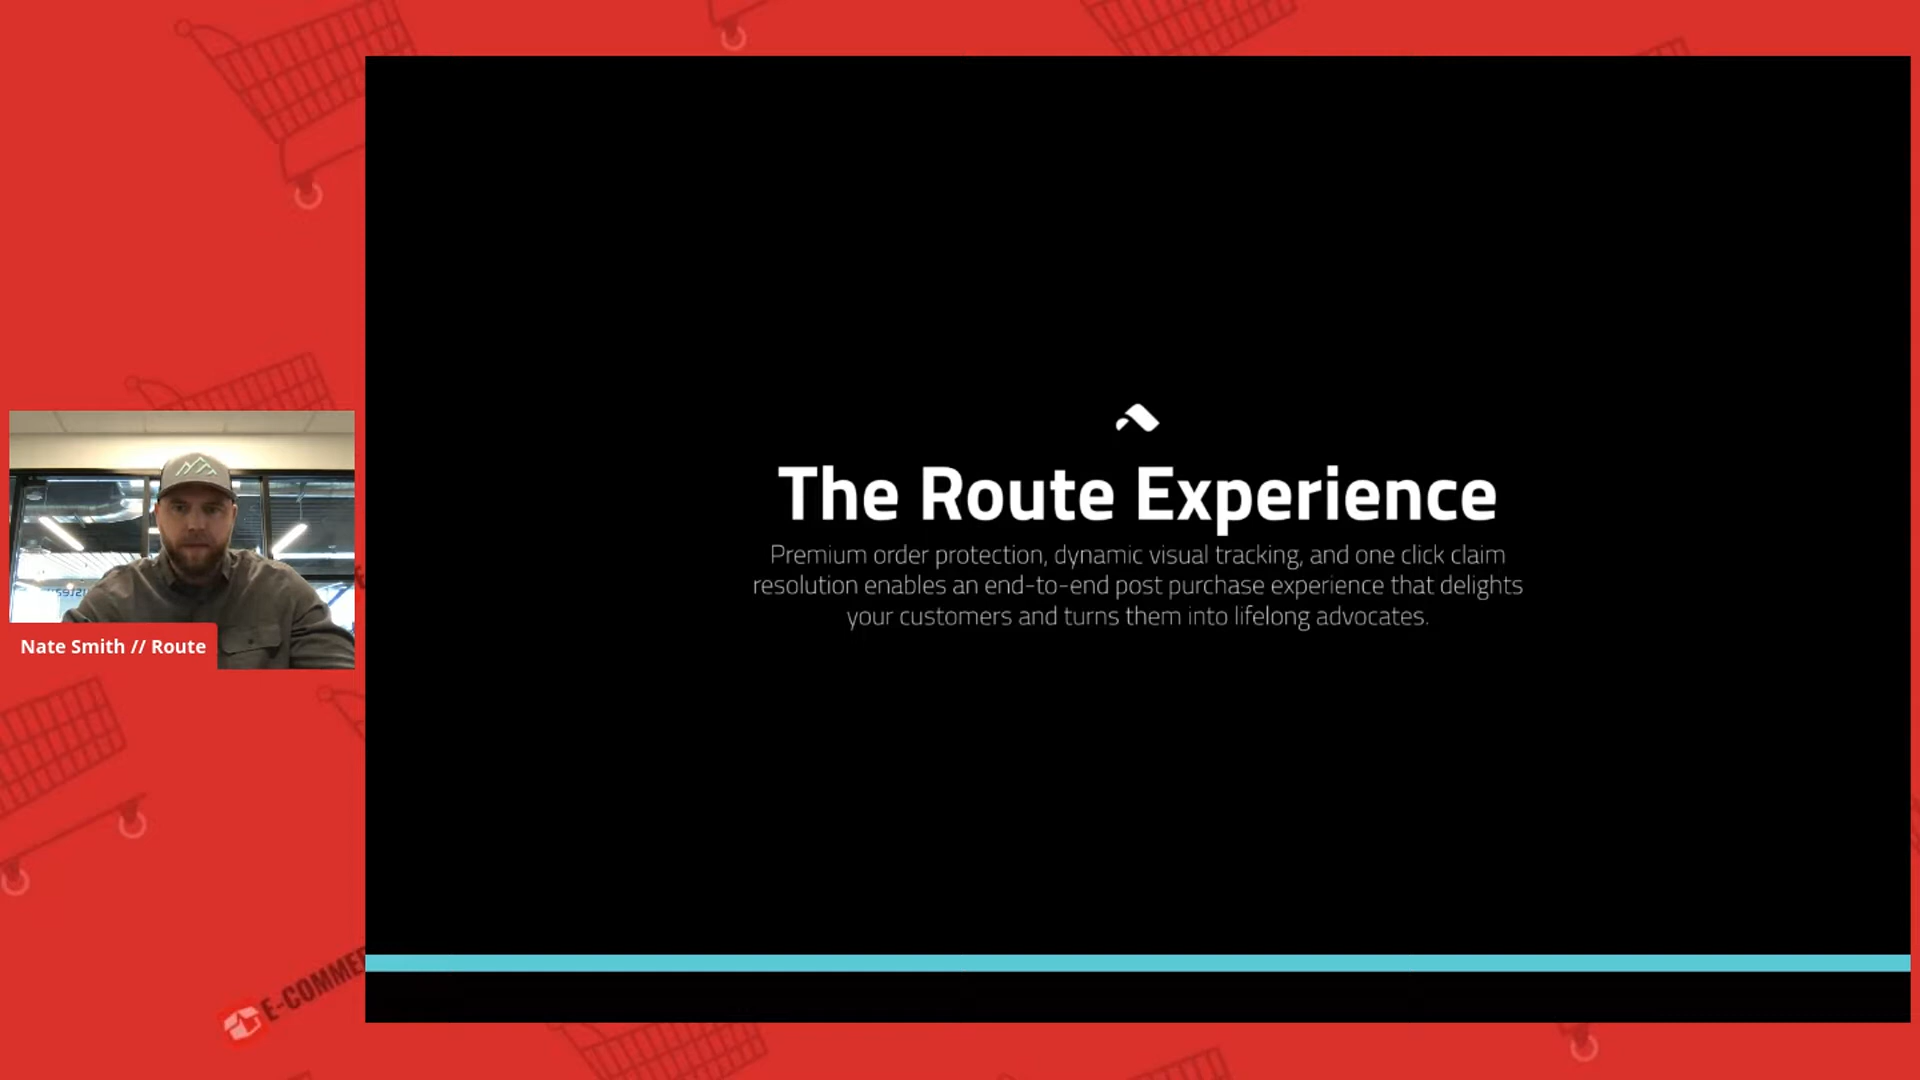 The Route Experience
Premium order protection, dynamic visual tracking, and one click claim
resolution enables an end-to-end post purchase experience that delights
your customers and turns them into lifelong advocates.
Nate Smith // Route